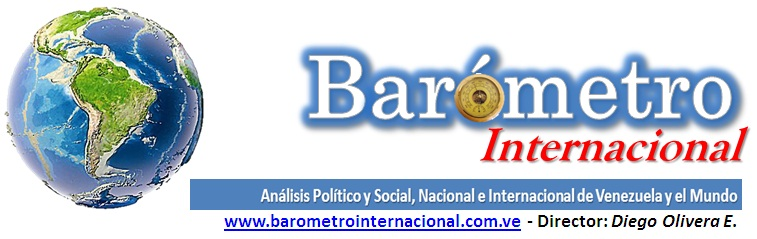 Barómetro
Internacional
Análisis Político y Social, Nacional e Internacional de Venezuela y el Mundo
www.barometrointernacional.com.ve - Director: Diego Olivera E.